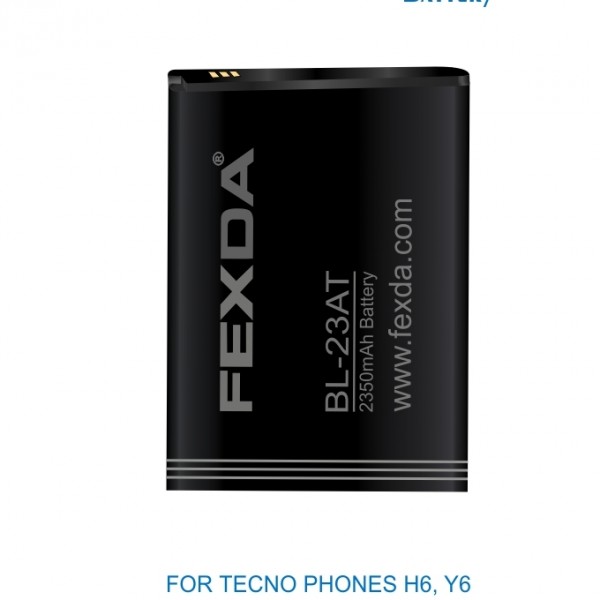 FEXDA®
BL-23AT
2350mAh Battery
www.fexda.com
FOR TECNO PHONES H6, Y6